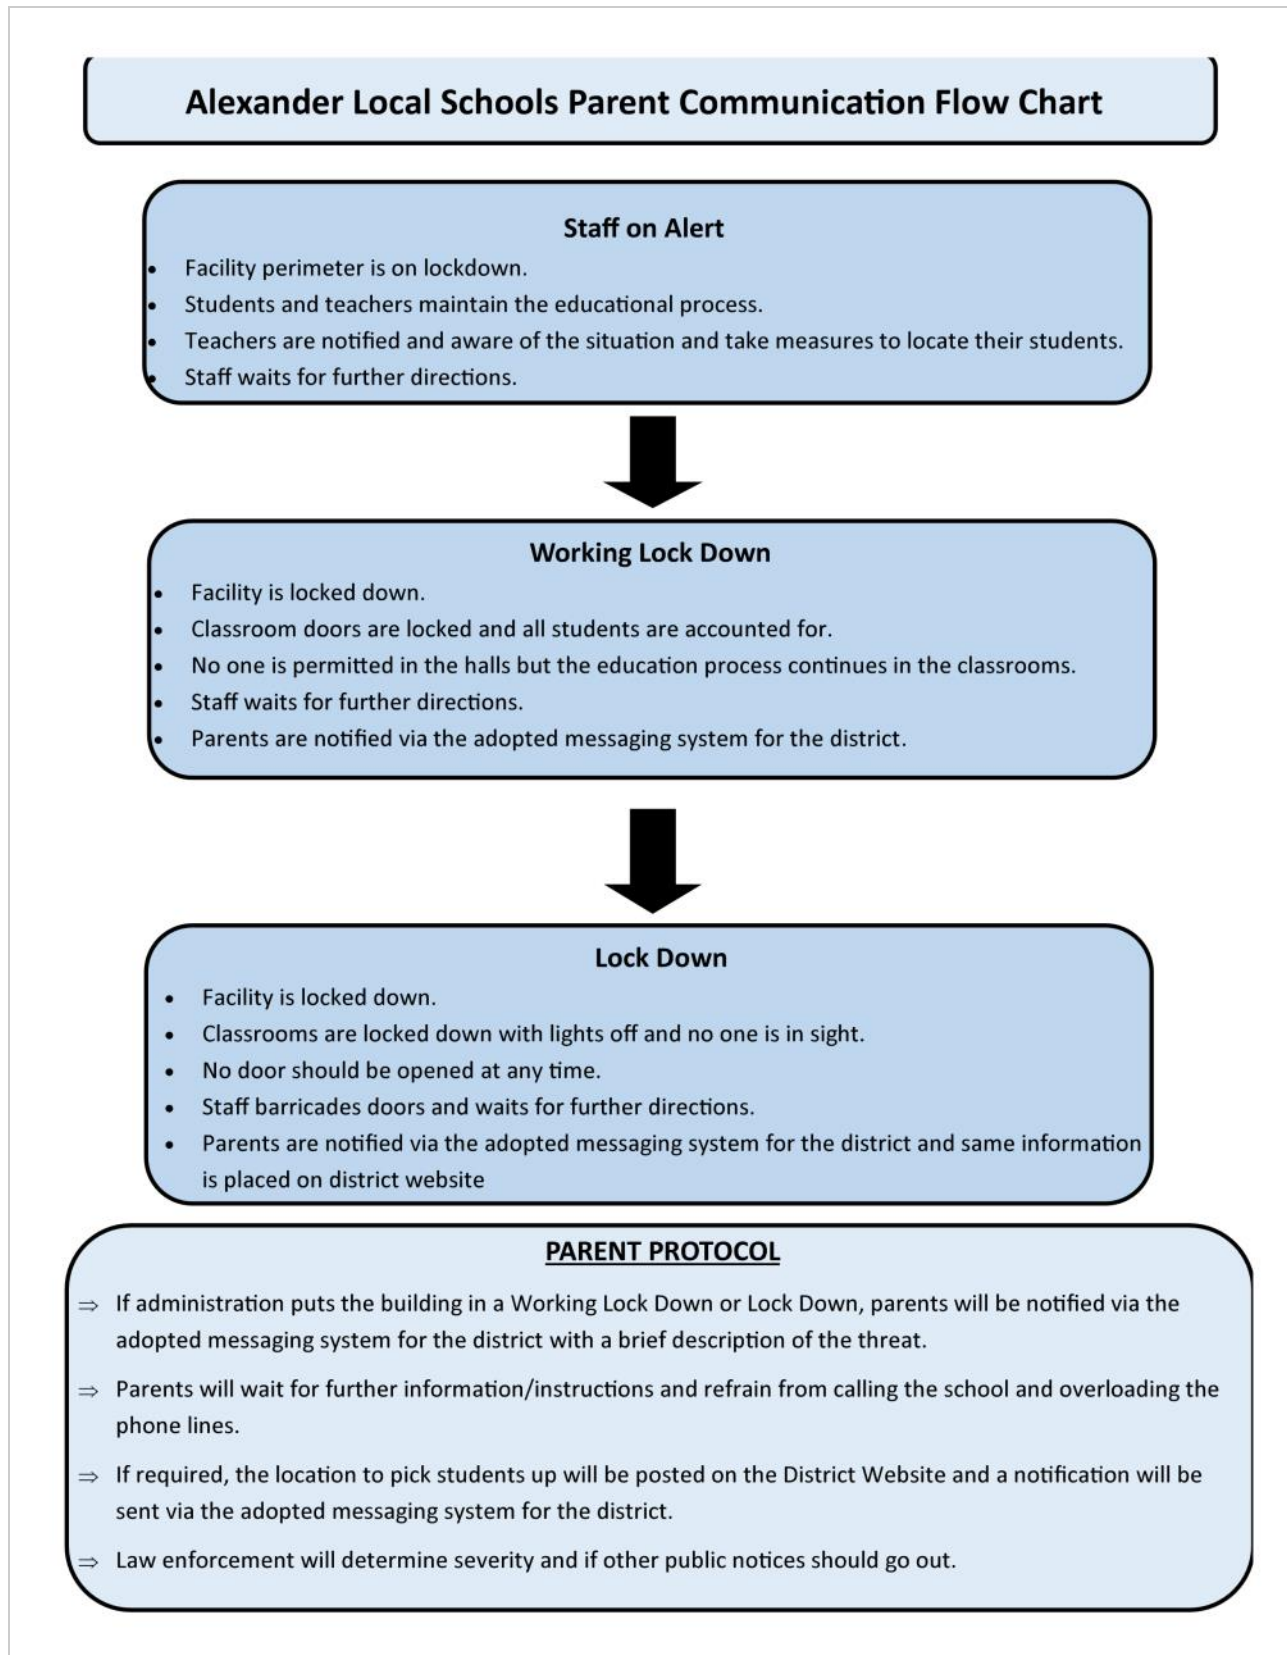 Alexander Local Schools Parent Communication Flow Chart
Staff on Alert
• Facility perimeter is on lockdown.
• Students and teachers maintain the educational process.
• Teachers are notified and aware of the situation and take measures to locate their students.
• Staff waits for further directions.
Working Lock Down
• Facility is locked down.
• Classroom doors are locked and all students are accounted for.
• No one is permitted in the halls but the education process continues in the classrooms.
• Staff waits for further directions.
• Parents are notified via the adopted messaging system for the district.
Lock Down
• Facility is locked down.
• Classrooms are locked down with lights off and no one is in sight.
• No door should be opened at any time.
• Staff barricades doors and waits for further directions.
• Parents are notified via the adopted messaging system for the district and same information
is placed on district website
PARENT PROTOCOL
⇒ If administration puts the building in a Working Lock Down or Lock Down, parents will be notified via the
adopted messaging system for the district with a brief description of the threat.
⇒ Parents will wait for further information/instructions and refrain from calling the school and overloading the
phone lines.
⇒ If required, the location to pick students up will be posted on the District Website and a notification will be
sent via the adopted messaging system for the district.
⇒ Law enforcement will determine severity and if other public notices should go out.